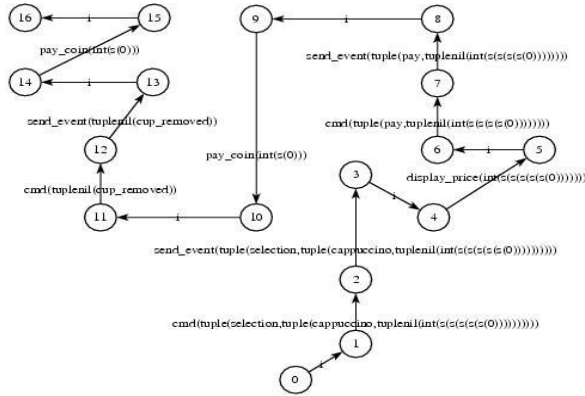 16 i 15 9 i 8
pay_coin(int(s(0)))
send_event(tuple(pay,tuplenil(int(s(s(s(s(0))))))))
14 i 13 7
send_event(tuplenil(cup_removed))
cmd(tuple(pay,tuplenil(int(s(s(s(s(0))))))))
12 6 i 5
pay_coin(int(s(0)))
3 display_price(int(s(s(s(s(s(0)))))))
cmd(tuplenil(cup_removed))
i
11 i 10 4
send_event(tuple(selection,tuple(cappuccino,tuplenil(int(s(s(s(s(s(0))))))))))
2
cmd(tuple(selection,tuple(cappuccino,tuplenil(int(s(s(s(s(s(0))))))))))
1
i
0